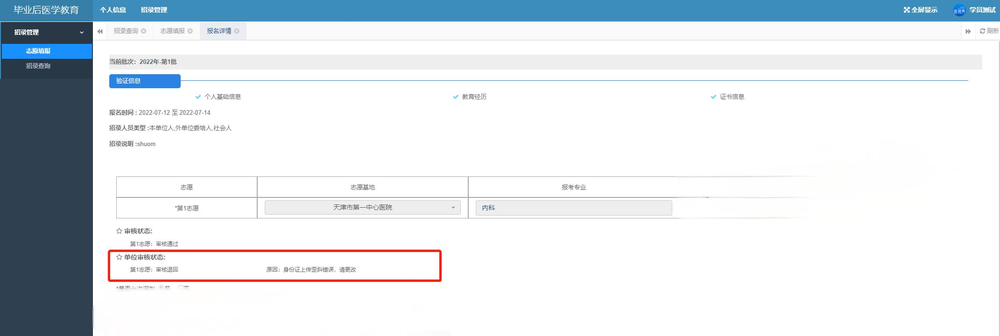 毕业后医学教育 个人信息 招录管理 全屏显示 学员测试
招录管理
志愿填报
招录查询
招录查询 志愿填报 报名详情 刷新
当前批次：2022年-第1批
验证信息
个人基础信息 教育经历 证书信息
报名时间 : 2022-07-12 至 2022-07-14
招录人员类型 :本单位人,外单位委培人,社会人
招录说明 :shuom
志愿 志愿基地 报考专业
*第1志愿 天津市第一中心医院 内科
审核状态:
第1志愿：审核通过
单位审核状态:
第1志愿：审核退回 原因：身份证上传歪斜错误，请更改
*是否允许调剂: 是 否